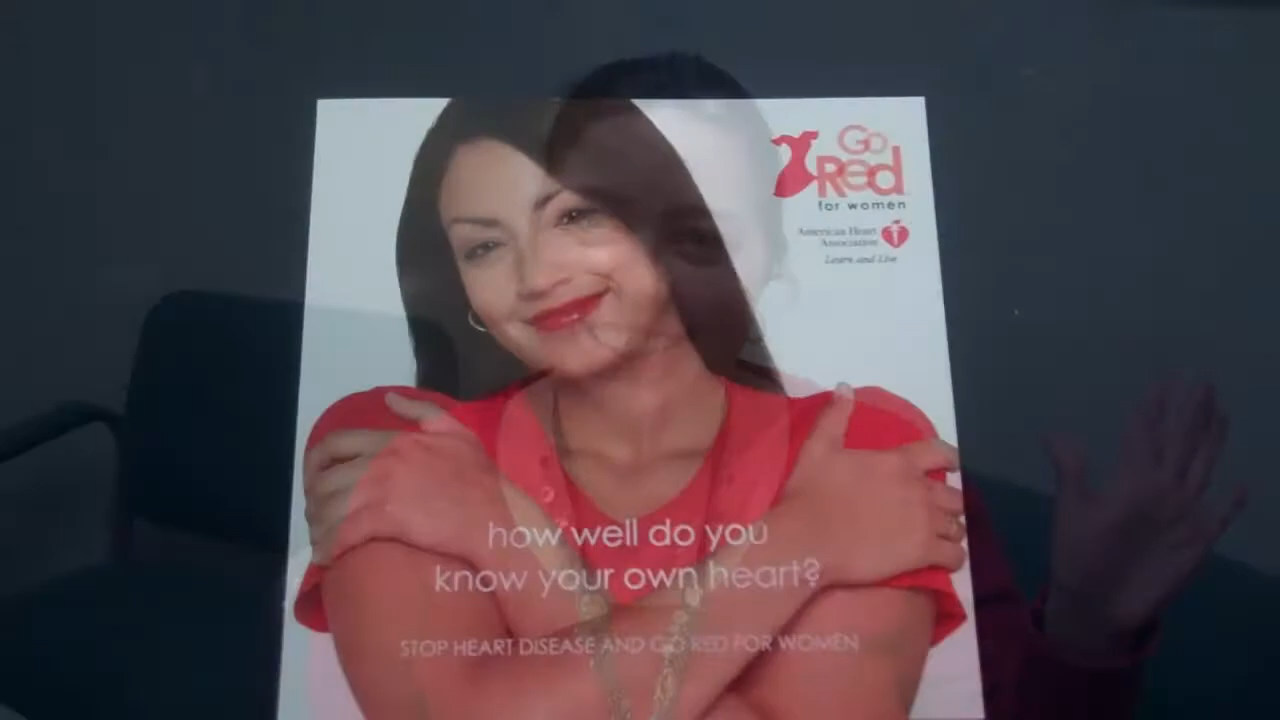 Go
Red
for women
American Heart
Association
Learn and Live
how well do you
know your own heart?
STOP HEART DISEASE AND GO RED FOR WOMEN